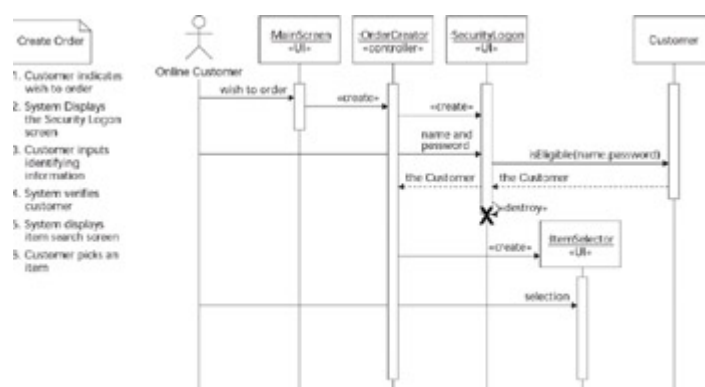 Create Order
1. Customer indicates
wish to order
2. System Displays
the Security Logon
screen
3. Customer inputs
identifying
information
4. System verifies
customer
5. System displays
item search screen
6. Customer picks an
item
Online Customer
MainScreen
«UI»
:OrderCreator
«controller»
:SecurityLogon
«UI»
Customer
wish to order
«create»
«create»
name and
password
isEligible(name,password)
the Customer
the Customer
«destroy»
«create»
:ItemSelector
«UI»
selection